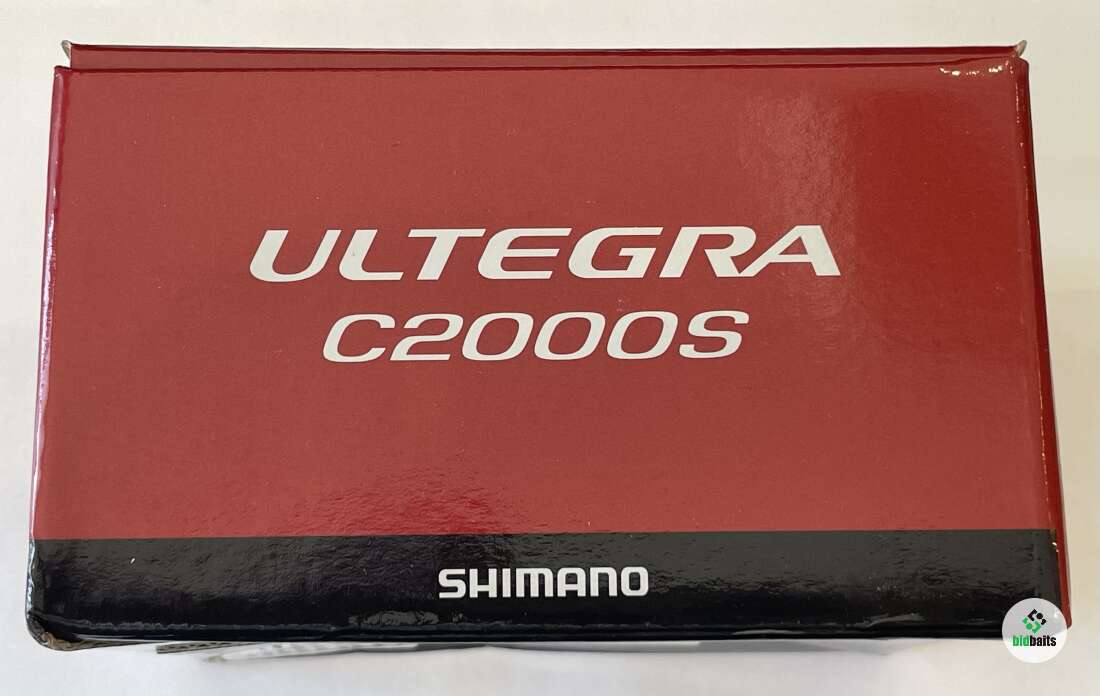 ULTEGRA
C2000S
SHIMANO
bidbaits